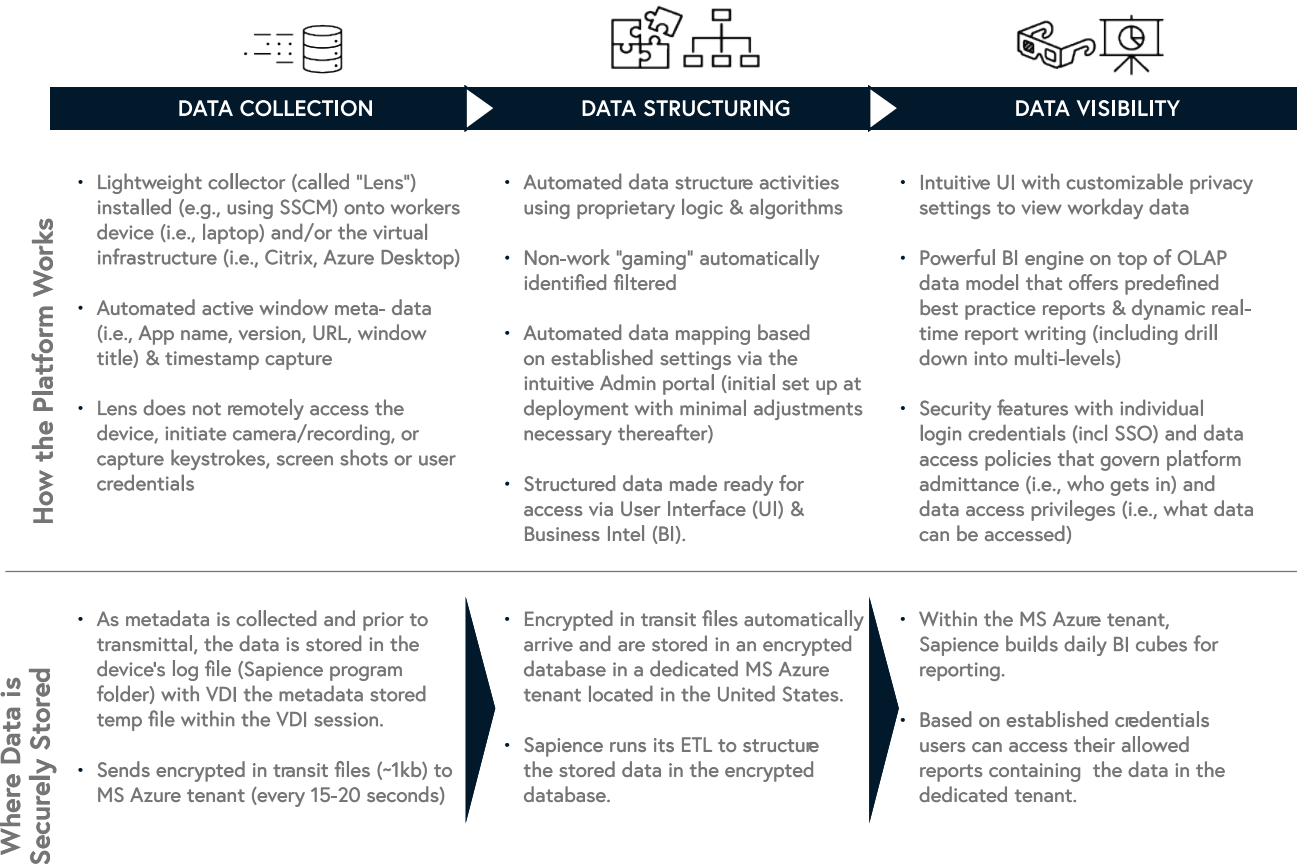 DATA COLLECTION
DATA STRUCTURING
DATA VISIBILITY
How the Platform Works
• Lightweight collector (called "Lens")
installed (e.g., using SSCM) onto workers
device (i.e., laptop) and/or the virtual
infrastructure (i.e., Citrix, Azure Desktop)
• Automated active window meta- data
(i.e., App name, version, URL, window
title) & timestamp capture
• Lens does not remotely access the
device, initiate camera/recording, or
capture keystrokes, screen shots or user
credentials
• Automated data structure activities
using proprietary logic & algorithms
• Non-work "gaming" automatically
identified filtered
• Automated data mapping based
on established settings via the
intuitive Admin portal (initial set up at
deployment with minimal adjustments
necessary thereafter)
• Structured data made ready for
access via User Interface (UI) &
Business Intel (BI).
• Intuitive UI with customizable privacy
settings to view workday data
• Powerful BI engine on top of OLAP
data model that offers predefined
best practice reports & dynamic real-
time report writing (including drill
down into multi-levels)
• Security features with individual
login credentials (incl SSO) and data
access policies that govern platform
admittance (i.e., who gets in) and
data access privileges (i.e., what data
can be accessed)
Where Data is
Securely Stored
• As metadata is collected and prior to
transmittal, the data is stored in the
device's log file (Sapience program
folder) with VDI the metadata stored
temp file within the VDI session.
• Sends encrypted in transit files (~1kb) to
MS Azure tenant (every 15-20 seconds)
• Encrypted in transit files automatically
arrive and are stored in an encrypted
database in a dedicated MS Azure
tenant located in the United States.
• Sapience runs its ETL to structure
the stored data in the encrypted
database.
• Within the MS Azure tenant,
Sapience builds daily BI cubes for
reporting.
• Based on established credentials
users can access their allowed
reports containing the data in the
dedicated tenant.